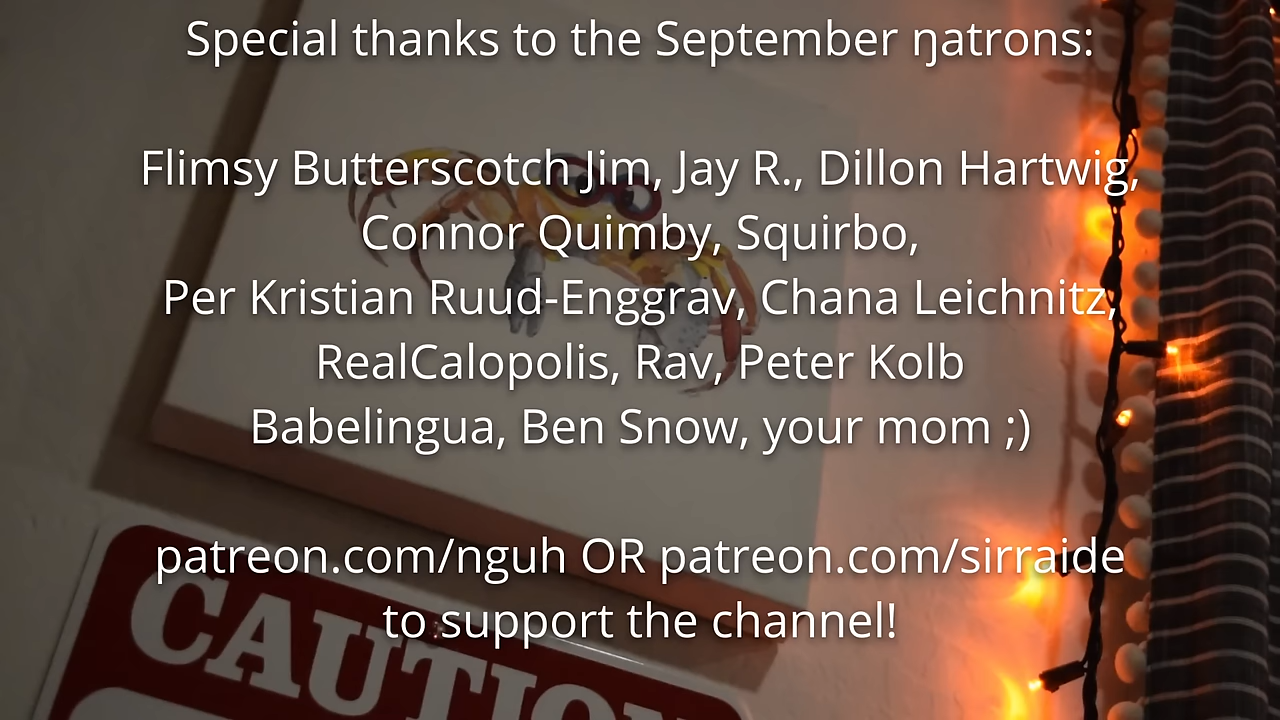 Special thanks to the September ŋatrons:
Flimsy Butterscotch Jim, Jay R., Dillon Hartwig,
Connor Quimby, Squirbo,
Per Kristian Ruud-Enggrav, Chana Leichnitz,
RealCalopolis, Rav, Peter Kolb
Babelingua, Ben Snow, your mom ;)
patreon.com/nguh OR patreon.com/sirraide
to support the channel!
CAUTION